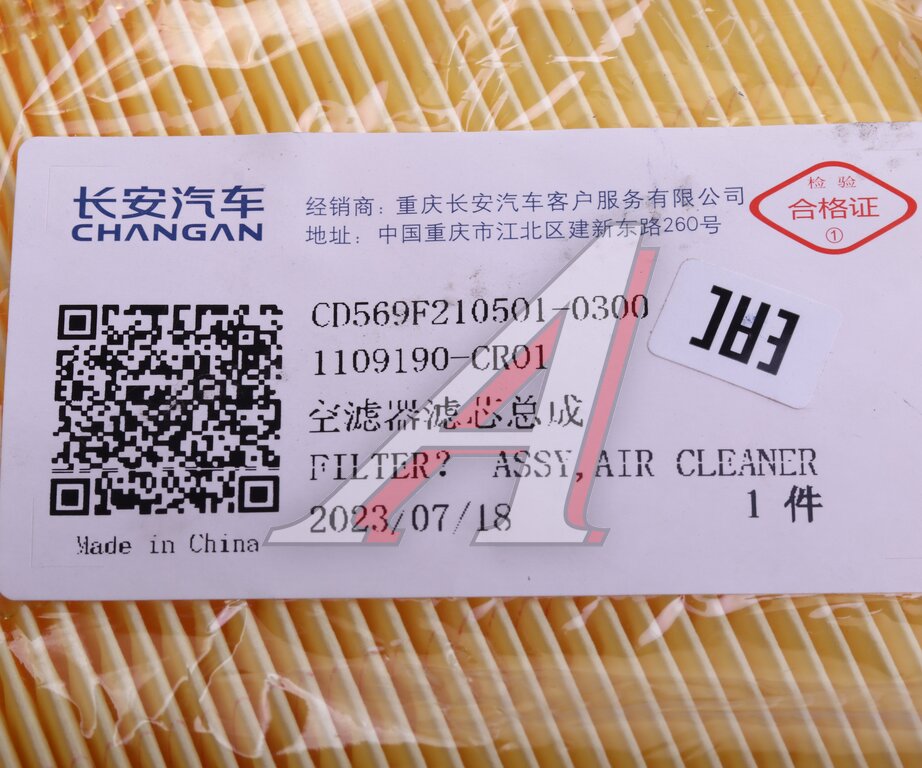 长安汽车
CHANGAN
经销商: 重庆长安汽车客户服务有限公司
地址: 中国重庆市江北区建新东路260号
检 验
合格证
①
CD569F210501-0300
1109190-CR01
空滤器滤芯总成
FILTER? ASSY,AIR CLEANER
2023/07/18
1 件
Made in China